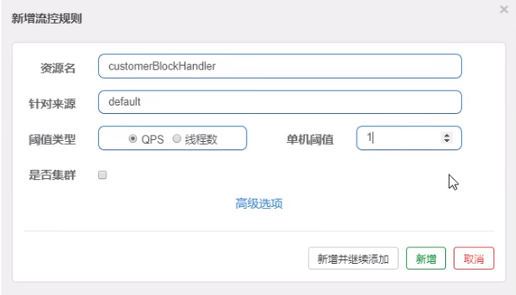 新增流控规则
资源名 customerBlockHandler
针对来源 default
阈值类型 QPS 线程数 单机阈值 1
是否集群
高级选项
新增并继续添加 新增 取消